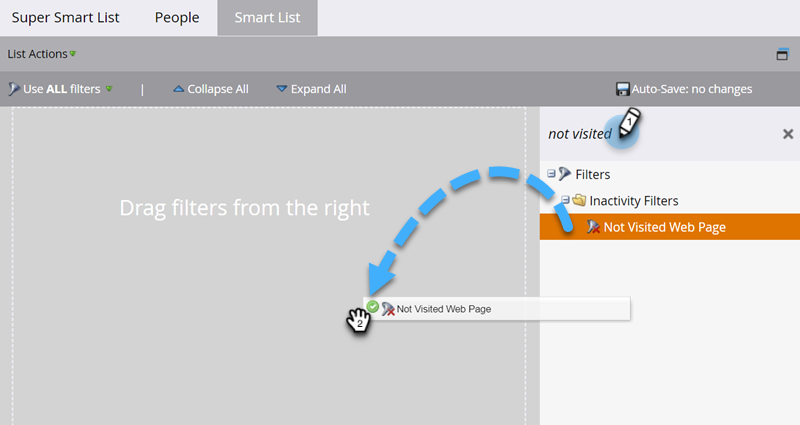 Super Smart List People Smart List
List Actions
Use ALL filters | Collapse All Expand All Auto-Save: no changes
not visited 1
Filters
Inactivity Filters
Not Visited Web Page
Drag filters from the right
Not Visited Web Page
2